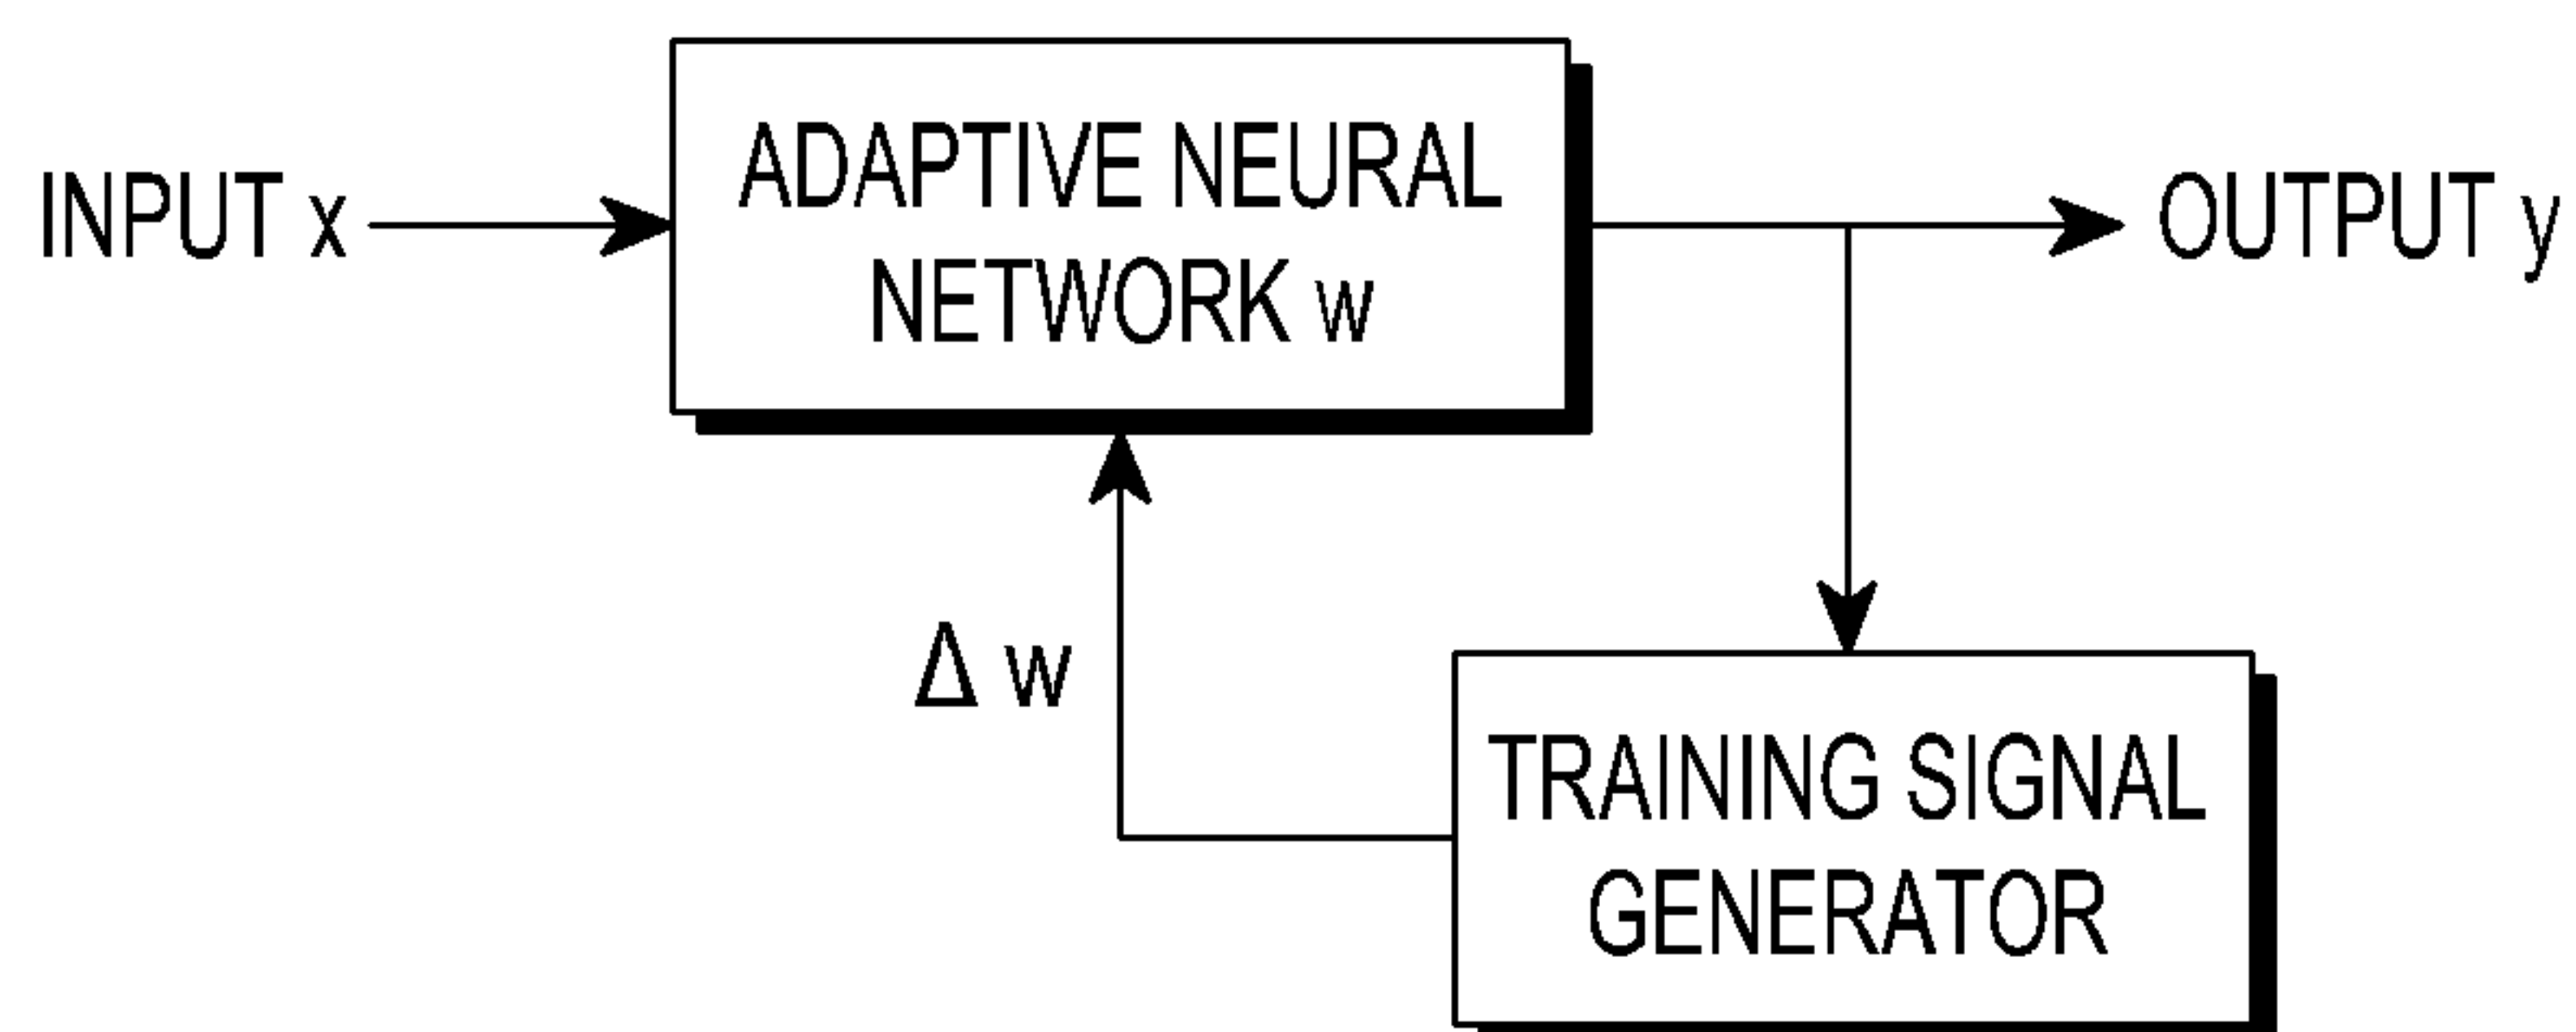 INPUT x
ADAPTIVE NEURAL
NETWORK w
OUTPUT y
Δ w
TRAINING SIGNAL
GENERATOR